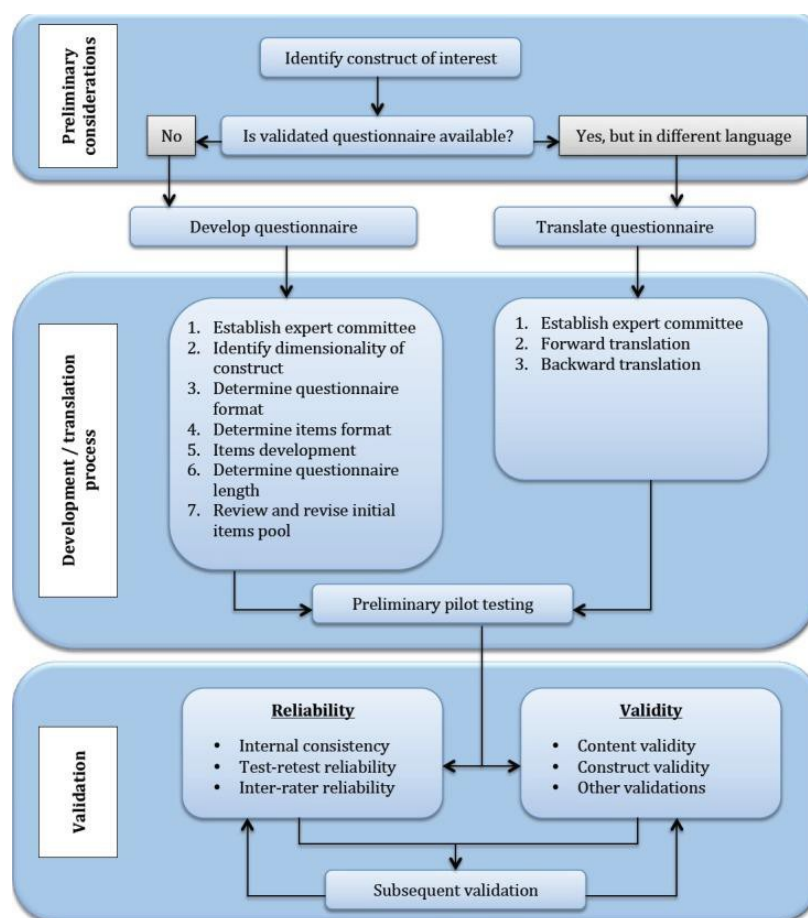 Preliminary
considerations
Identify construct of interest
No
Is validated questionnaire available?
Yes, but in different language
Develop questionnaire
Translate questionnaire
Development / translation
process
1. Establish expert committee
2. Identify dimensionality of
construct
3. Determine questionnaire
format
4. Determine items format
5. Items development
6. Determine questionnaire
length
7. Review and revise initial
items pool
1. Establish expert committee
2. Forward translation
3. Backward translation
Preliminary pilot testing
Validation
Reliability
• Internal consistency
• Test-retest reliability
• Inter-rater reliability
Validity
• Content validity
• Construct validity
• Other validations
Subsequent validation